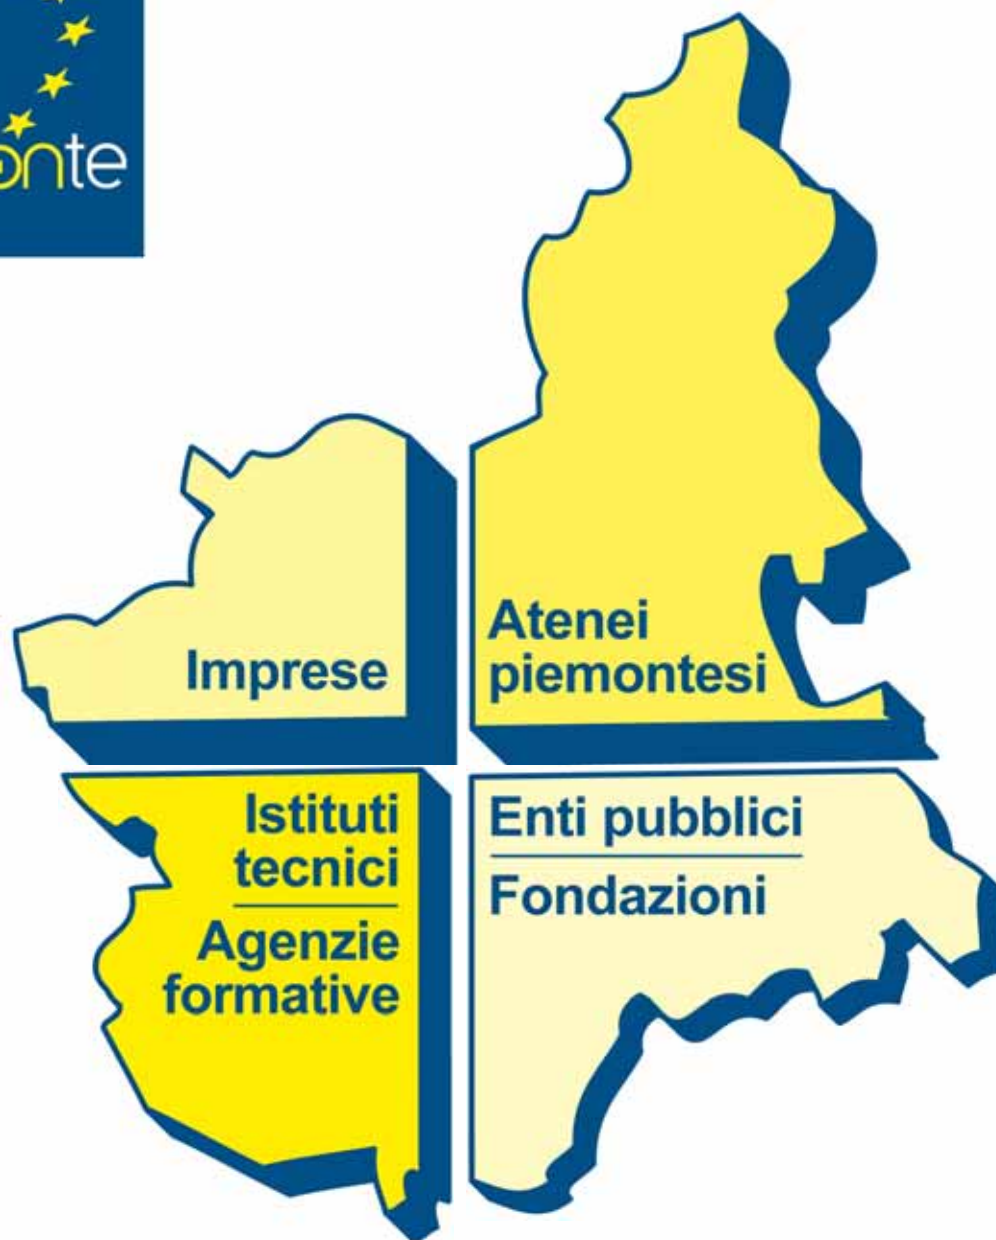 onte
Imprese
Atenei
piemontesi
Istituti
tecnici
Agenzie
formative
Enti pubblici
Fondazioni